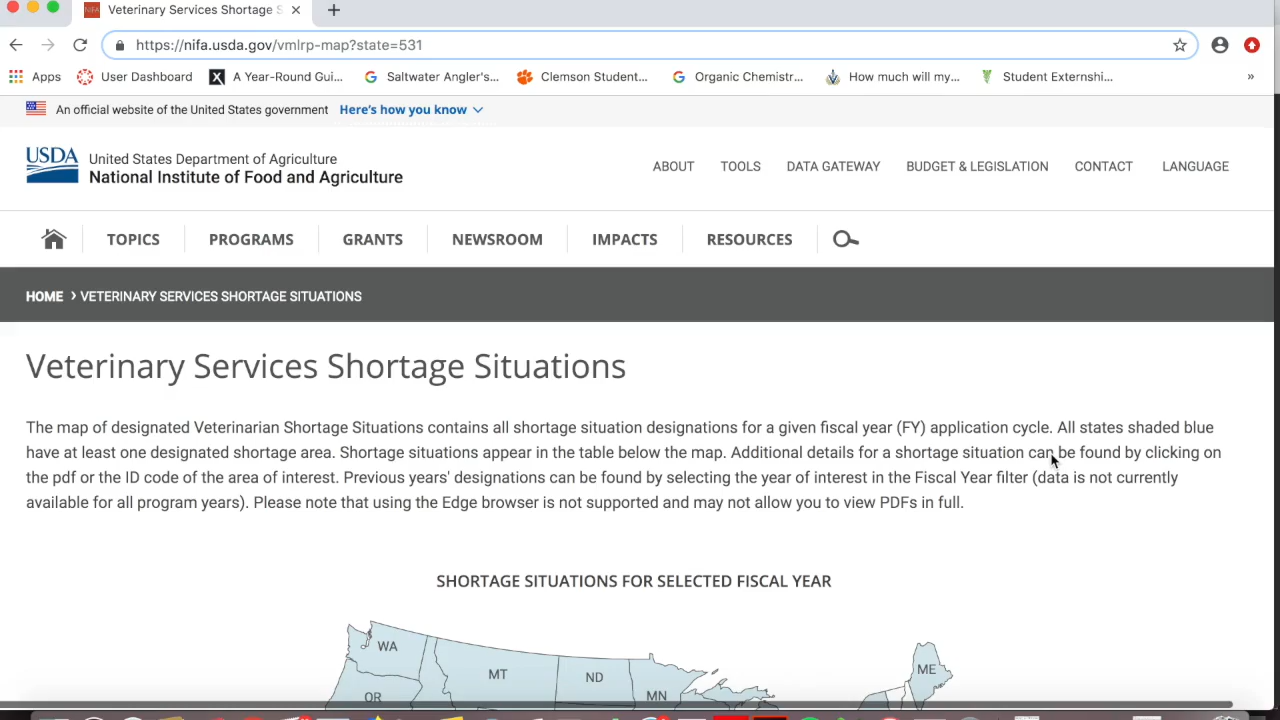 Veterinary Services Shortage S
https://nifa.usda.gov/vmlrp-map?state=531
Apps User Dashboard A Year-Round Gui... Saltwater Angler's... Clemson Student... Organic Chemistr... How much will my... Student Externshi... »
An official website of the United States government Here's how you know
USDA United States Department of Agriculture
National Institute of Food and Agriculture
ABOUT TOOLS DATA GATEWAY BUDGET & LEGISLATION CONTACT LANGUAGE
TOPICS PROGRAMS GRANTS NEWSROOM IMPACTS RESOURCES
HOME › VETERINARY SERVICES SHORTAGE SITUATIONS
Veterinary Services Shortage Situations
The map of designated Veterinarian Shortage Situations contains all shortage situation designations for a given fiscal year (FY) application cycle. All states shaded blue
have at least one designated shortage area. Shortage situations appear in the table below the map. Additional details for a shortage situation can be found by clicking on
the pdf or the ID code of the area of interest. Previous years' designations can be found by selecting the year of interest in the Fiscal Year filter (data is not currently
available for all program years). Please note that using the Edge browser is not supported and may not allow you to view PDFs in full.
SHORTAGE SITUATIONS FOR SELECTED FISCAL YEAR
WA
MT
ND
MN
OR
ME